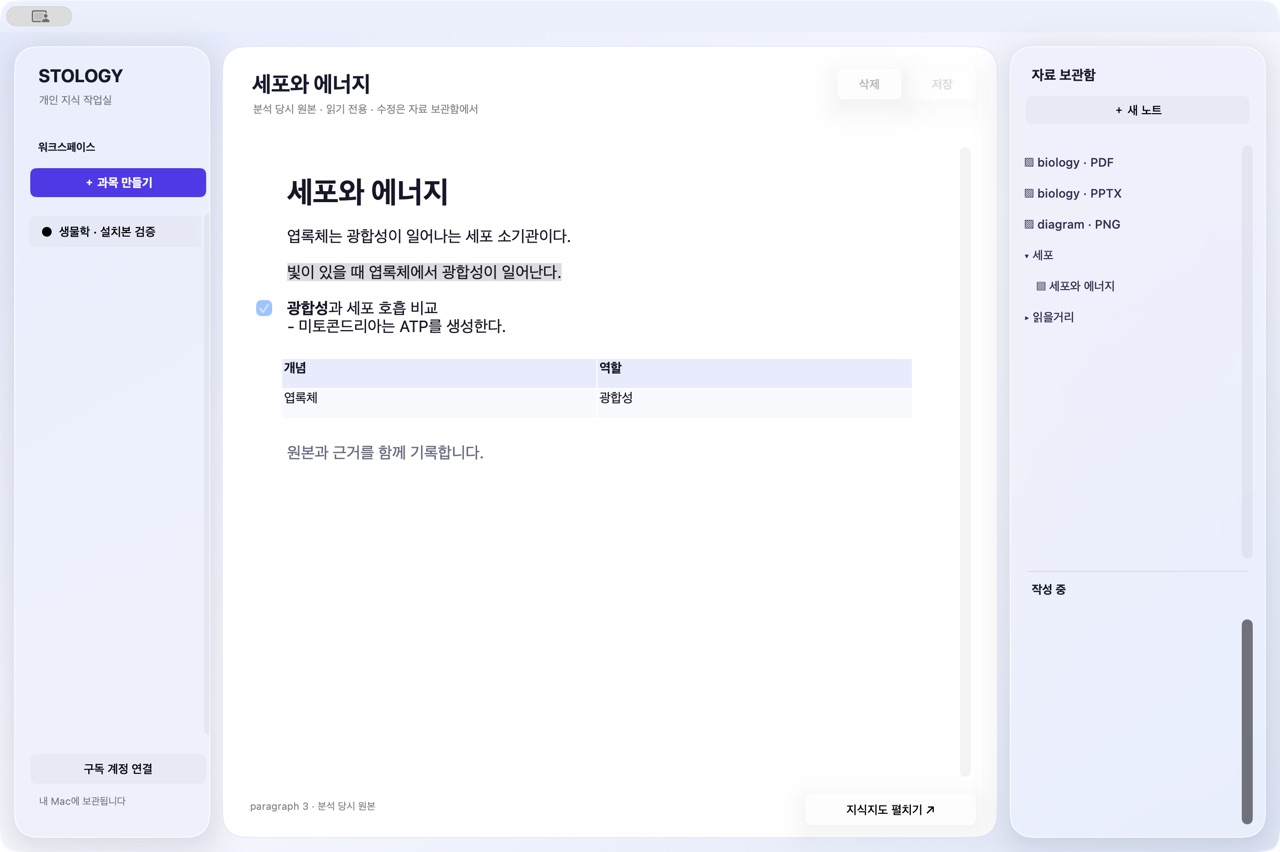 STOLOGY
개인 지식 작업실
워크스페이스
+ 과목 만들기
● 생물학 · 설치본 검증
구독 계정 연결
내 Mac에 보관됩니다
세포와 에너지
분석 당시 원본 · 읽기 전용 · 수정은 자료 보관함에서
삭제
저장
세포와 에너지
엽록체는 광합성이 일어나는 세포 소기관이다.
빛이 있을 때 엽록체에서 광합성이 일어난다.
광합성과 세포 호흡 비교
- 미토콘드리아는 ATP를 생성한다.
개념 역할
엽록체 광합성
원본과 근거를 함께 기록합니다.
paragraph 3 · 분석 당시 원본
지식지도 펼치기 ↗
자료 보관함
+ 새 노트
▨ biology · PDF
▨ biology · PPTX
▨ diagram · PNG
▾ 세포
▤ 세포와 에너지
▸ 읽을거리
작성 중